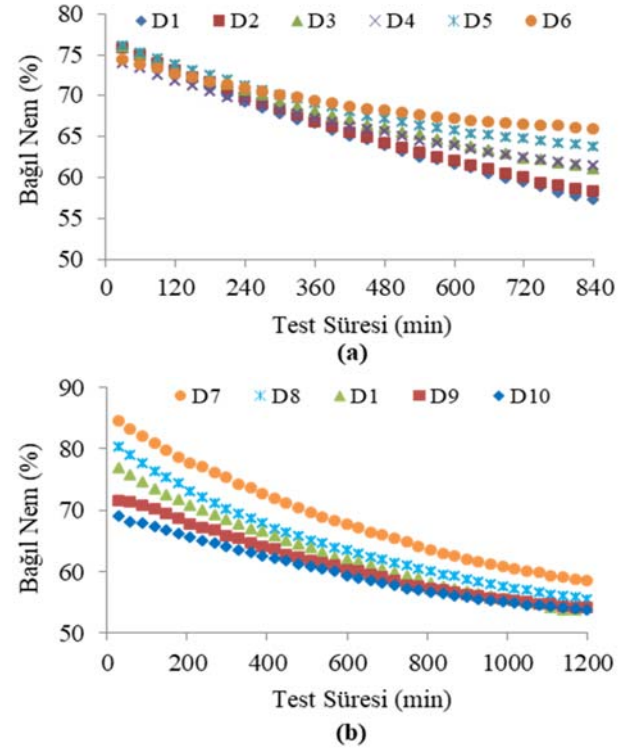 D1 D2 D3 D4 D5 D6
80
75
70
65
60
55
50
Bağıl Nem (%)
0 120 240 360 480 600 720 840
Test Süresi (min)
(a)
D7 D8 D1 D9 D10
90
80
70
60
50
Bağıl Nem (%)
0 200 400 600 800 1000 1200
Test Süresi (min)
(b)